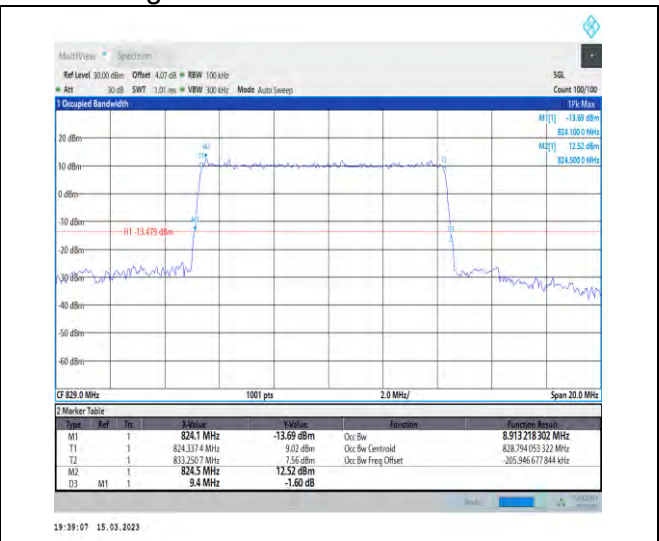 MultiView Spectrum
Ref Level 30.00 dBm Offset 4.07 dB RBW 100 kHz SGL
Att 30 dB SWT 1.01 ms VBW 300 kHz Mode Auto Sweep Count 100/100
1 Occupied Bandwidth 1Pk Max
M1[1] -13.69 dBm
824.100 0 MHz
M2[1] 12.52 dBm
824.500 0 MHz
20 dBm
M2
T1
T2
10 dBm
0 dBm
-10 dBm
M1
H1 -13.479 dBm
D3
-20 dBm
-30 dBm
-40 dBm
-50 dBm
-60 dBm
CF 829.0 MHz 1001 pts 2.0 MHz/ Span 20.0 MHz
2 Marker Table
Type Ref Trc X-Value Y-Value Function Function Result
M1 1 824.1 MHz -13.69 dBm Occ Bw 8.913 218 302 MHz
T1 1 824.337 4 MHz 9.02 dBm Occ Bw Centroid 828.794 053 322 MHz
T2 1 833.250 7 MHz 7.56 dBm Occ Bw Freq Offset -205.946 677 844 kHz
M2 1 824.5 MHz 12.52 dBm
D3 M1 1 9.4 MHz -1.60 dB
19:39:07 15.03.2023